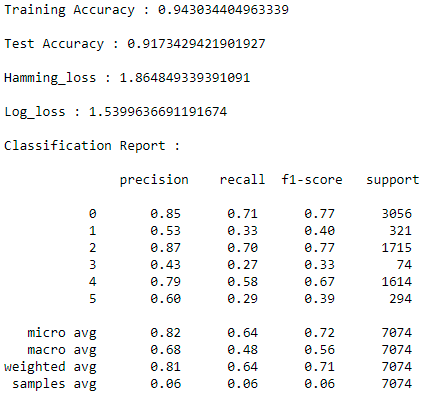 Training Accuracy : 0.943034404963339
Test Accuracy : 0.9173429421901927
Hamming_loss : 1.864849339391091
Log_loss : 1.5399636691191674
Classification Report :
precision recall f1-score support
0 0.85 0.71 0.77 3056
1 0.53 0.33 0.40 321
2 0.87 0.70 0.77 1715
3 0.43 0.27 0.33 74
4 0.79 0.58 0.67 1614
5 0.60 0.29 0.39 294
micro avg 0.82 0.64 0.72 7074
macro avg 0.68 0.48 0.56 7074
weighted avg 0.81 0.64 0.71 7074
samples avg 0.06 0.06 0.06 7074